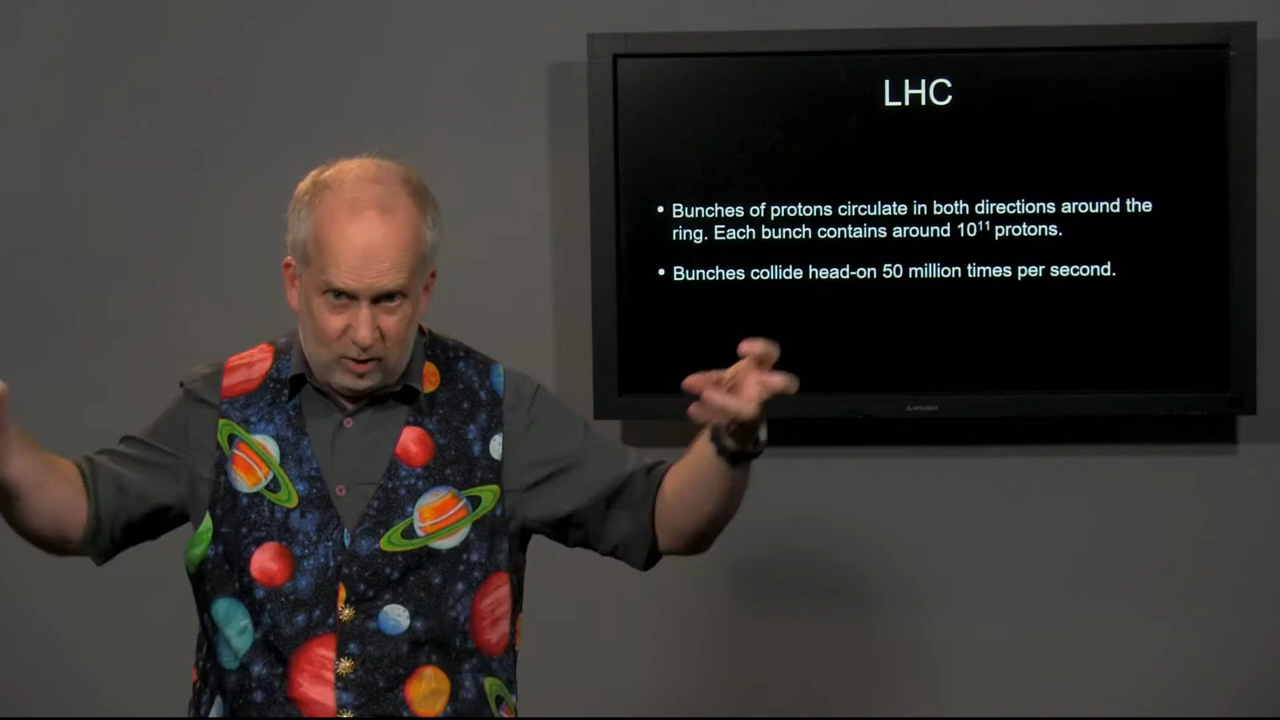 LHC
• Bunches of protons circulate in both directions around the
ring. Each bunch contains around 10¹¹ protons.
• Bunches collide head-on 50 million times per second.